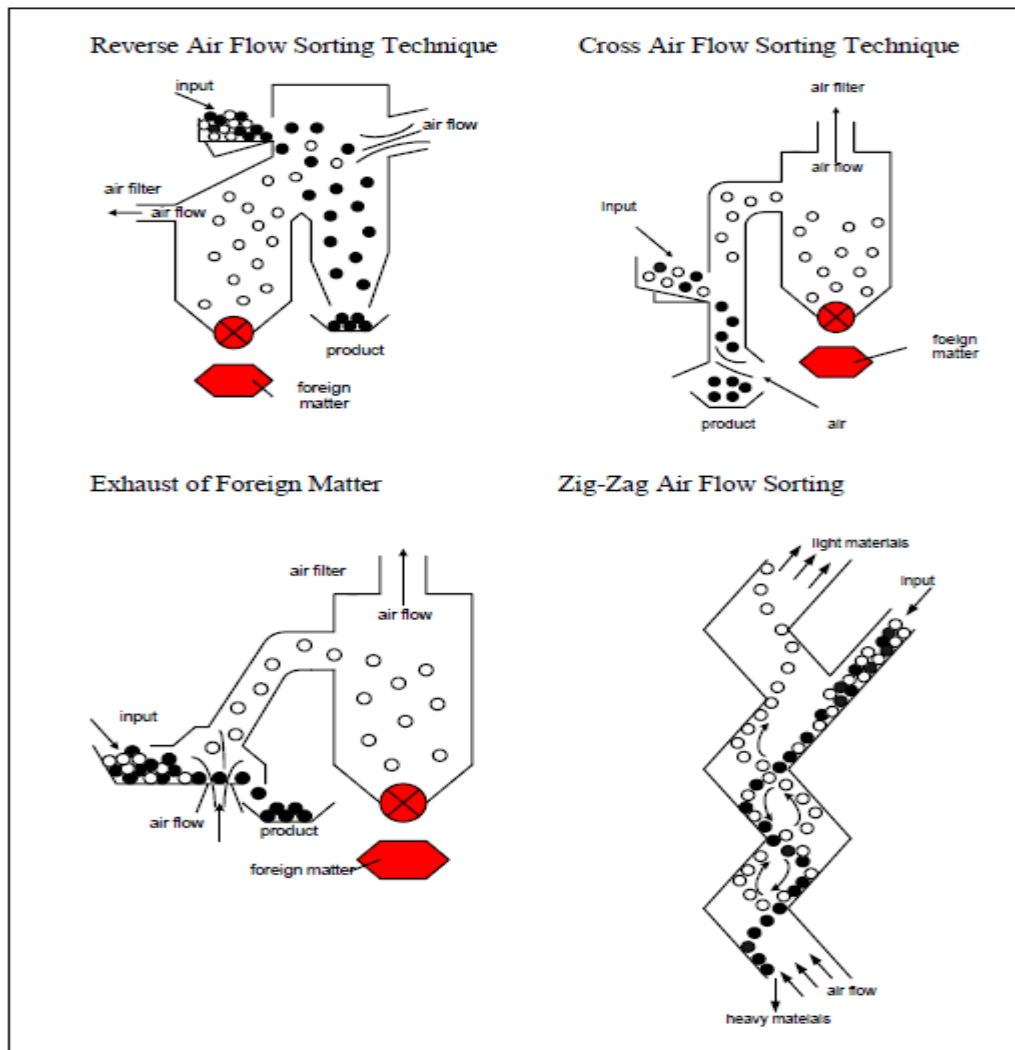 Reverse Air Flow Sorting Technique
input
air flow
air filter
air flow
product
foreign
matter
Cross Air Flow Sorting Technique
air filter
air flow
Input
foeign
matter
product
air
Exhaust of Foreign Matter
air filter
air flow
input
air flow
product
foreign matter
Zig-Zag Air Flow Sorting
light materials
Input
air flow
heavy mateials